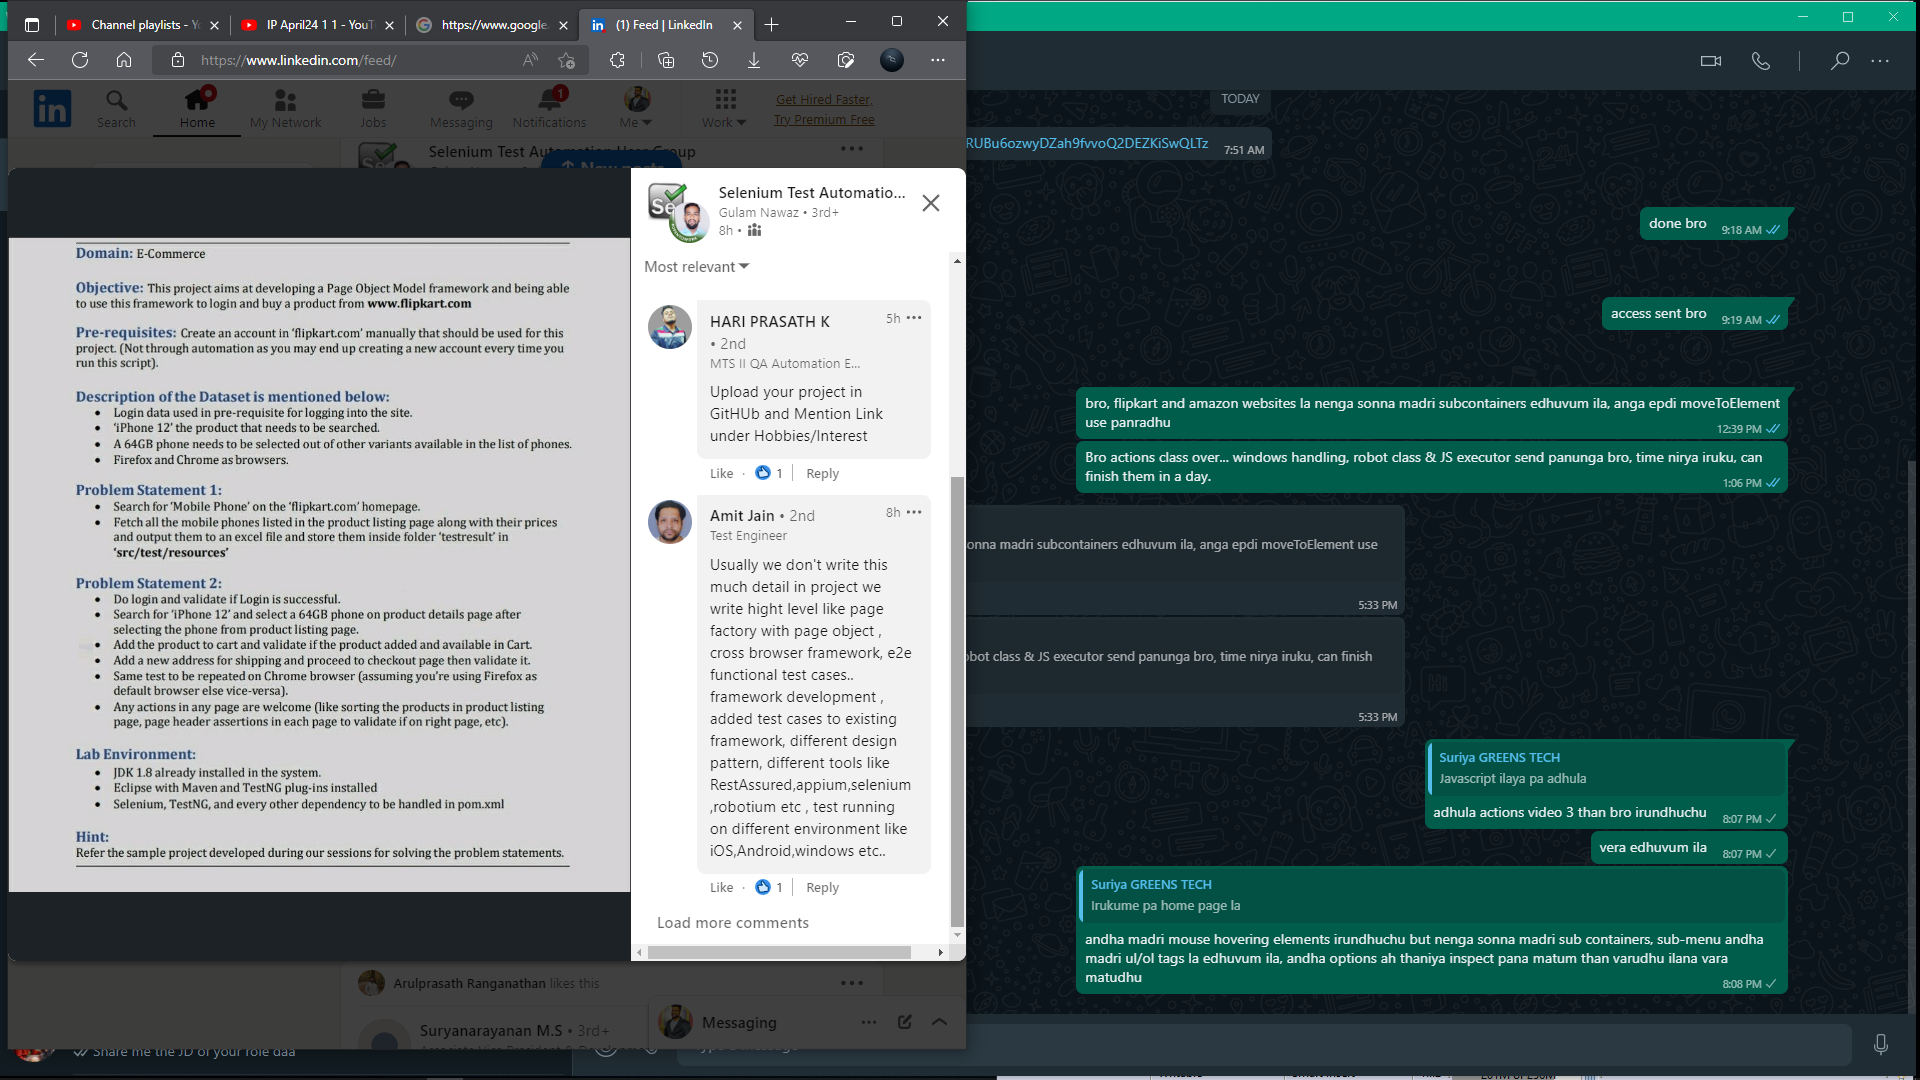 Channel playlists - Y
IP April24 1 1 - YouT
https://www.google.
(1) Feed | LinkedIn
https://www.linkedin.com/feed/
Search
Home
My Network
Jobs
Messaging
1
Notifications
Me
Work
Get Hired Faster,
Try Premium Free
Selenium Test Automation User Group
New posts
Domain: E-Commerce
Objective: This project aims at developing a Page Object Model framework and being able
to use this framework to login and buy a product from www.flipkart.com
Pre-requisites: Create an account in 'flipkart.com' manually that should be used for this
project. (Not through automation as you may end up creating a new account every time you
run this script).
Description of the Dataset is mentioned below:
• Login data used in pre-requisite for logging into the site.
• 'iPhone 12' the product that needs to be searched.
• A 64GB phone needs to be selected out of other variants available in the list of phones.
• Firefox and Chrome as browsers.
Problem Statement 1:
• Search for 'Mobile Phone' on the 'flipkart.com' homepage.
• Fetch all the mobile phones listed in the product listing page along with their prices
and output them to an excel file and store them inside folder 'testresult' in
'src/test/resources'
Problem Statement 2:
• Do login and validate if Login is successful.
• Search for 'iPhone 12' and select a 64GB phone on product details page after
selecting the phone from product listing page.
• Add the product to cart and validate if the product added and available in Cart.
• Add a new address for shipping and proceed to checkout page then validate it.
• Same test to be repeated on Chrome browser (assuming you're using Firefox as
default browser else vice-versa).
• Any actions in any page are welcome (like sorting the products in product listing
page, page header assertions in each page to validate if on right page, etc).
Lab Environment:
• JDK 1.8 already installed in the system.
• Eclipse with Maven and TestNG plug-ins installed
• Selenium, TestNG, and every other dependency to be handled in pom.xml
Hint:
Refer the sample project developed during our sessions for solving the problem statements.
Selenium Test Automatio...
Gulam Nawaz • 3rd+
8h •
Most relevant
HARI PRASATH K
5h
• 2nd
MTS II QA Automation E...
Upload your project in
GitHUb and Mention Link
under Hobbies/Interest
Like · 1 | Reply
Amit Jain • 2nd
8h
Test Engineer
Usually we don't write this
much detail in project we
write hight level like page
factory with page object ,
cross browser framework, e2e
functional test cases..
framework development ,
added test cases to existing
framework, different design
pattern, different tools like
RestAssured,appium,selenium
,robotium etc , test running
on different environment like
iOS,Android,windows etc..
Like · 1 | Reply
Load more comments
Arulprasath Ranganathan likes this
Suryanarayanan M.S • 3rd+
Messaging
Share me the JD of your role daa
TODAY
RUBu6ozwyDZah9fvvoQ2DEZKiSwQLTz
7:51 AM
done bro
9:18 AM
access sent bro
9:19 AM
bro, flipkart and amazon websites la nenga sonna madri subcontainers edhuvum ila, anga epdi moveToElement
use panradhu
12:39 PM
Bro actions class over... windows handling, robot class & JS executor send panunga bro, time nirya iruku, can
finish them in a day.
1:06 PM
onna madri subcontainers edhuvum ila, anga epdi moveToElement use
5:33 PM
obot class & JS executor send panunga bro, time nirya iruku, can finish
5:33 PM
Suriya GREENS TECH
Javascript ilaya pa adhula
adhula actions video 3 than bro irundhuchu
8:07 PM
vera edhuvum ila
8:07 PM
Suriya GREENS TECH
Irukume pa home page la
andha madri mouse hovering elements irundhuchu but nenga sonna madri sub containers, sub-menu andha
madri ul/ol tags la edhuvum ila, andha options ah thaniya inspect pana matum than varudhu ilana vara
matudhu
8:08 PM